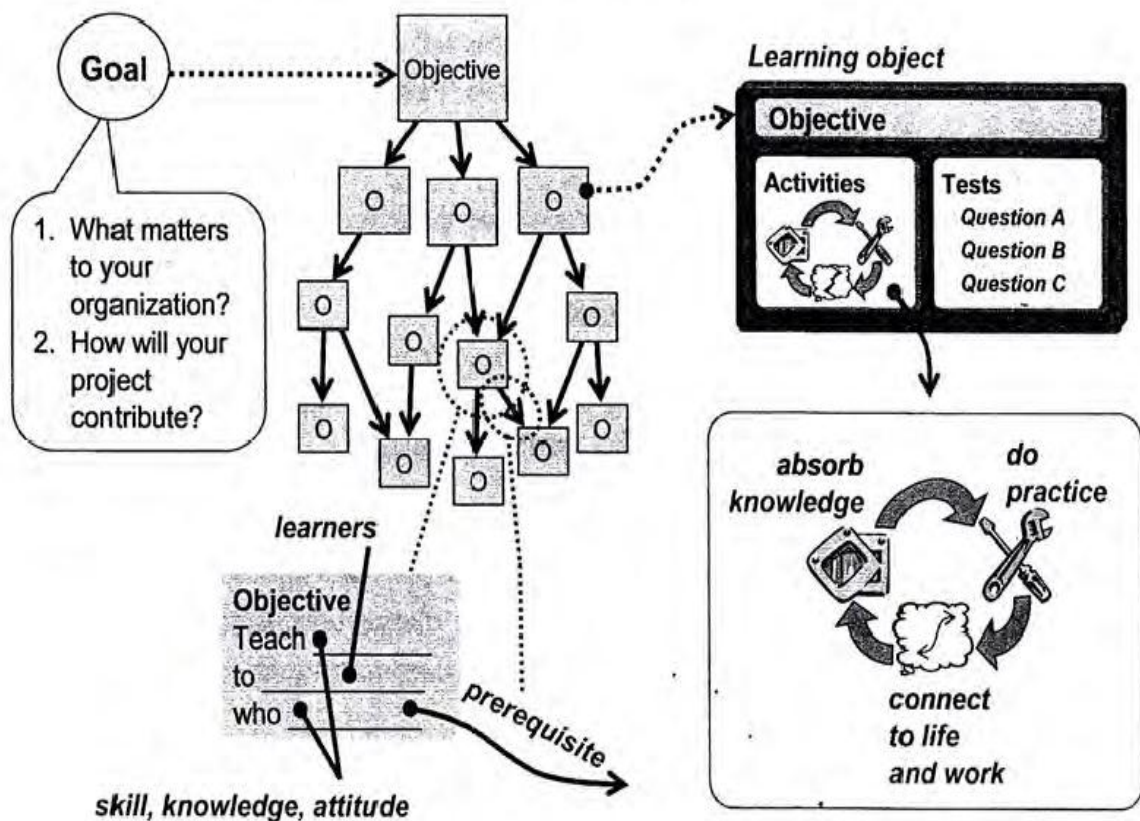 Goal
Objective
Learning object
Objective
Activities
Tests
Question A
Question B
Question C
1. What matters
to your
organization?
2. How will your
project
contribute?
O
O
O
O
O
O
O
O
O
O
O
O
absorb
knowledge
do
practice
connect
to life
and work
learners
Objective
Teach
to
who
prerequisite
skill, knowledge, attitude